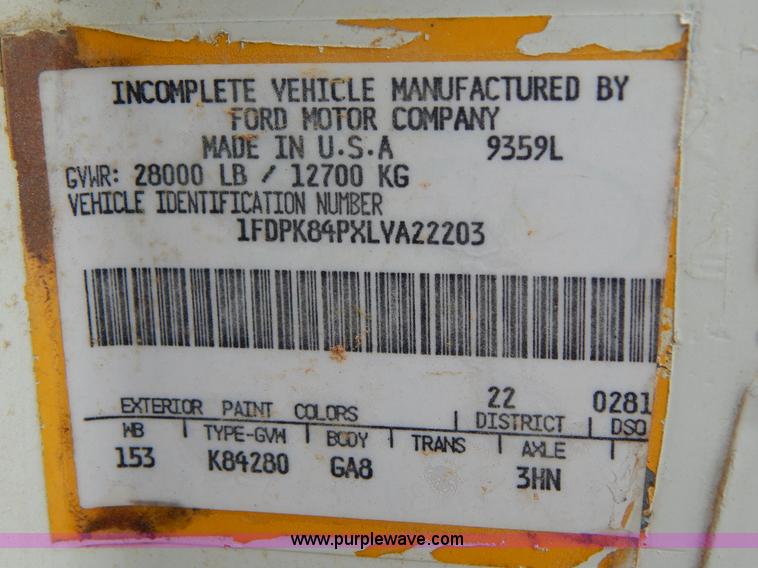 INCOMPLETE VEHICLE MANUFACTURED BY
FORD MOTOR COMPANY
MADE IN U.S.A 9359L
GVWR: 28000 LB / 12700 KG
VEHICLE IDENTIFICATION NUMBER
1FDPK84PXLVA22203
22 0281
EXTERIOR PAINT COLORS DISTRICT DSO
WB TYPE-GVW BODY TRANS AXLE
153 K84280 GA8 3HN
www.purplewave.com